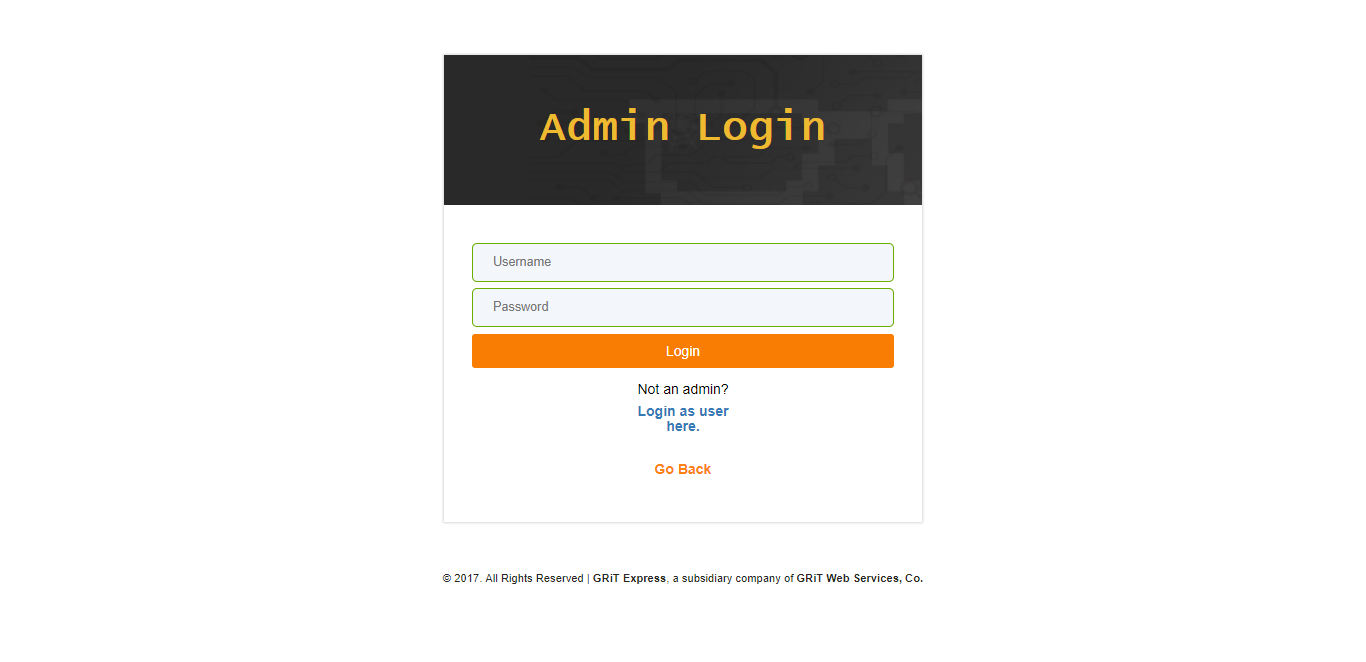 Admin Login
Username
Password
Login
Not an admin?
Login as user
here.
Go Back
© 2017. All Rights Reserved | GRiT Express, a subsidiary company of GRiT Web Services, Co.